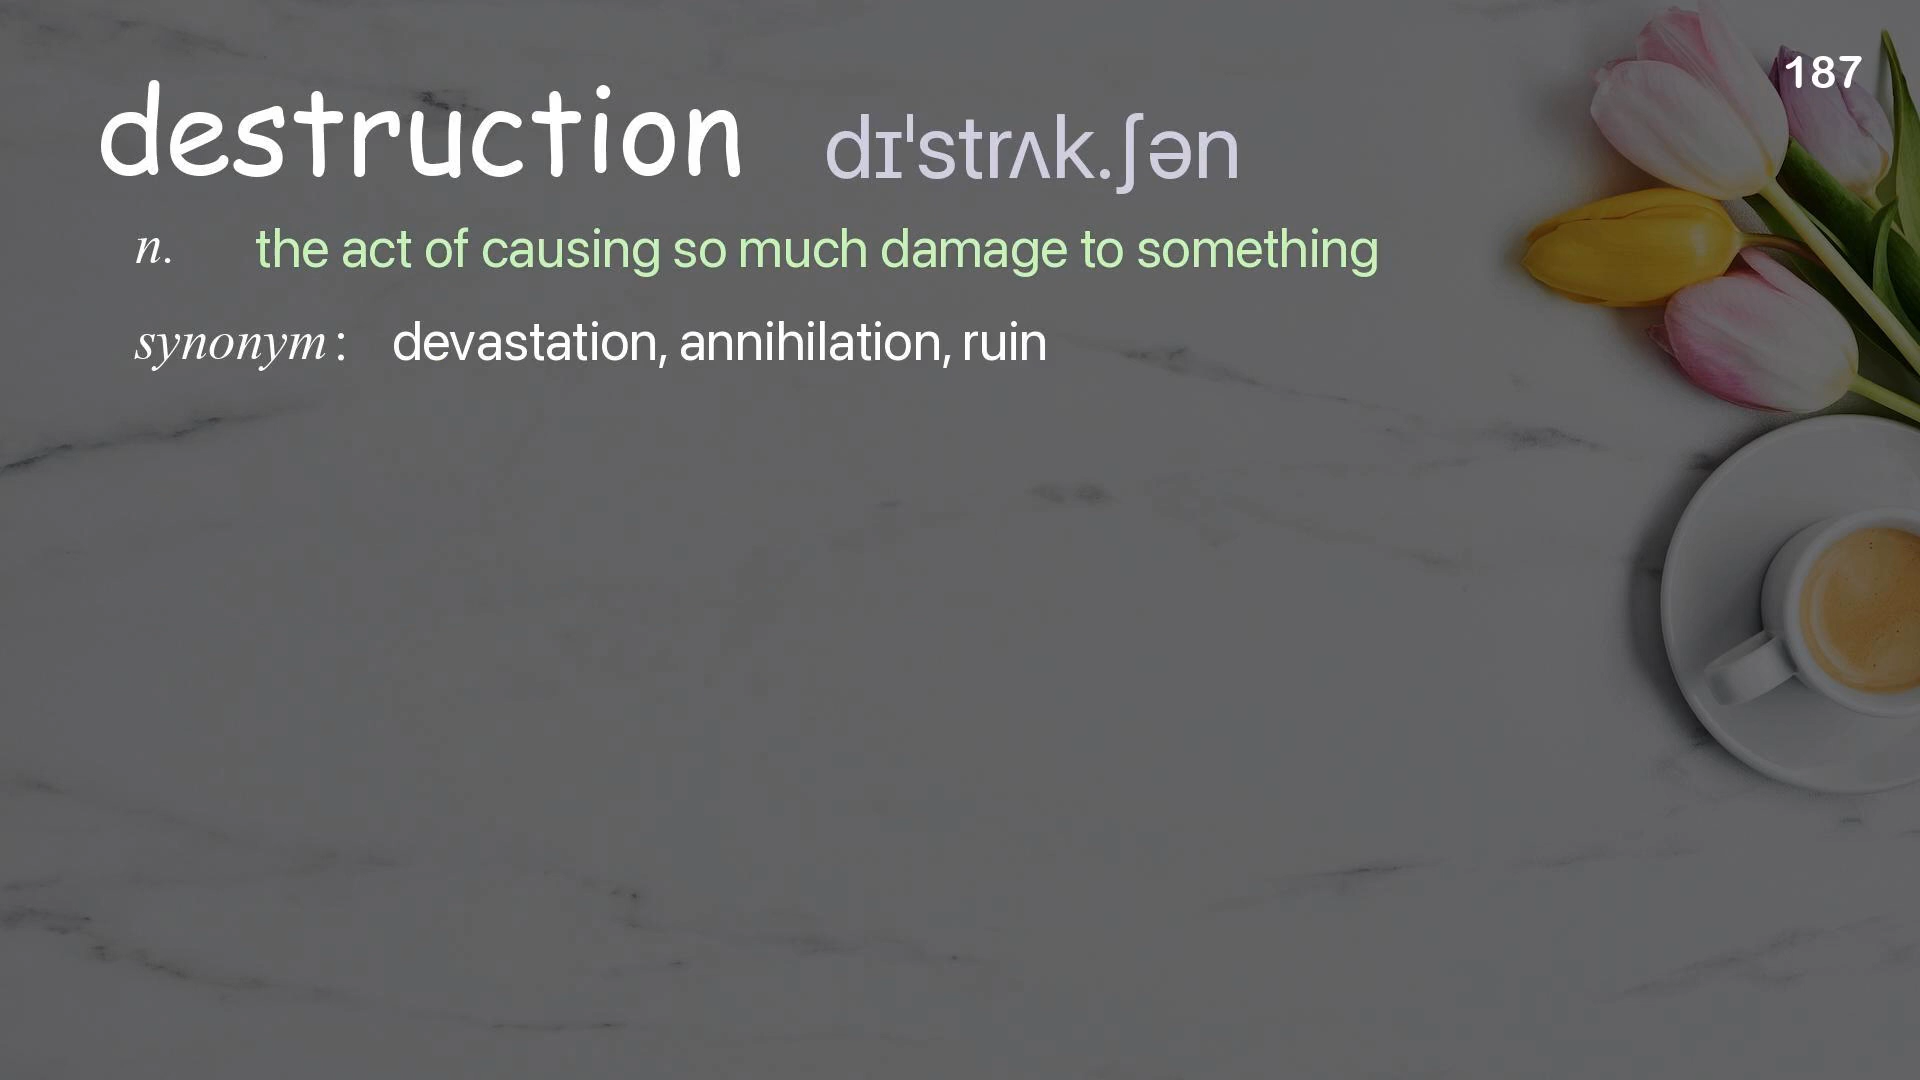 187
destruction dɪˈstrʌk.ʃən
n. the act of causing so much damage to something
synonym: devastation, annihilation, ruin